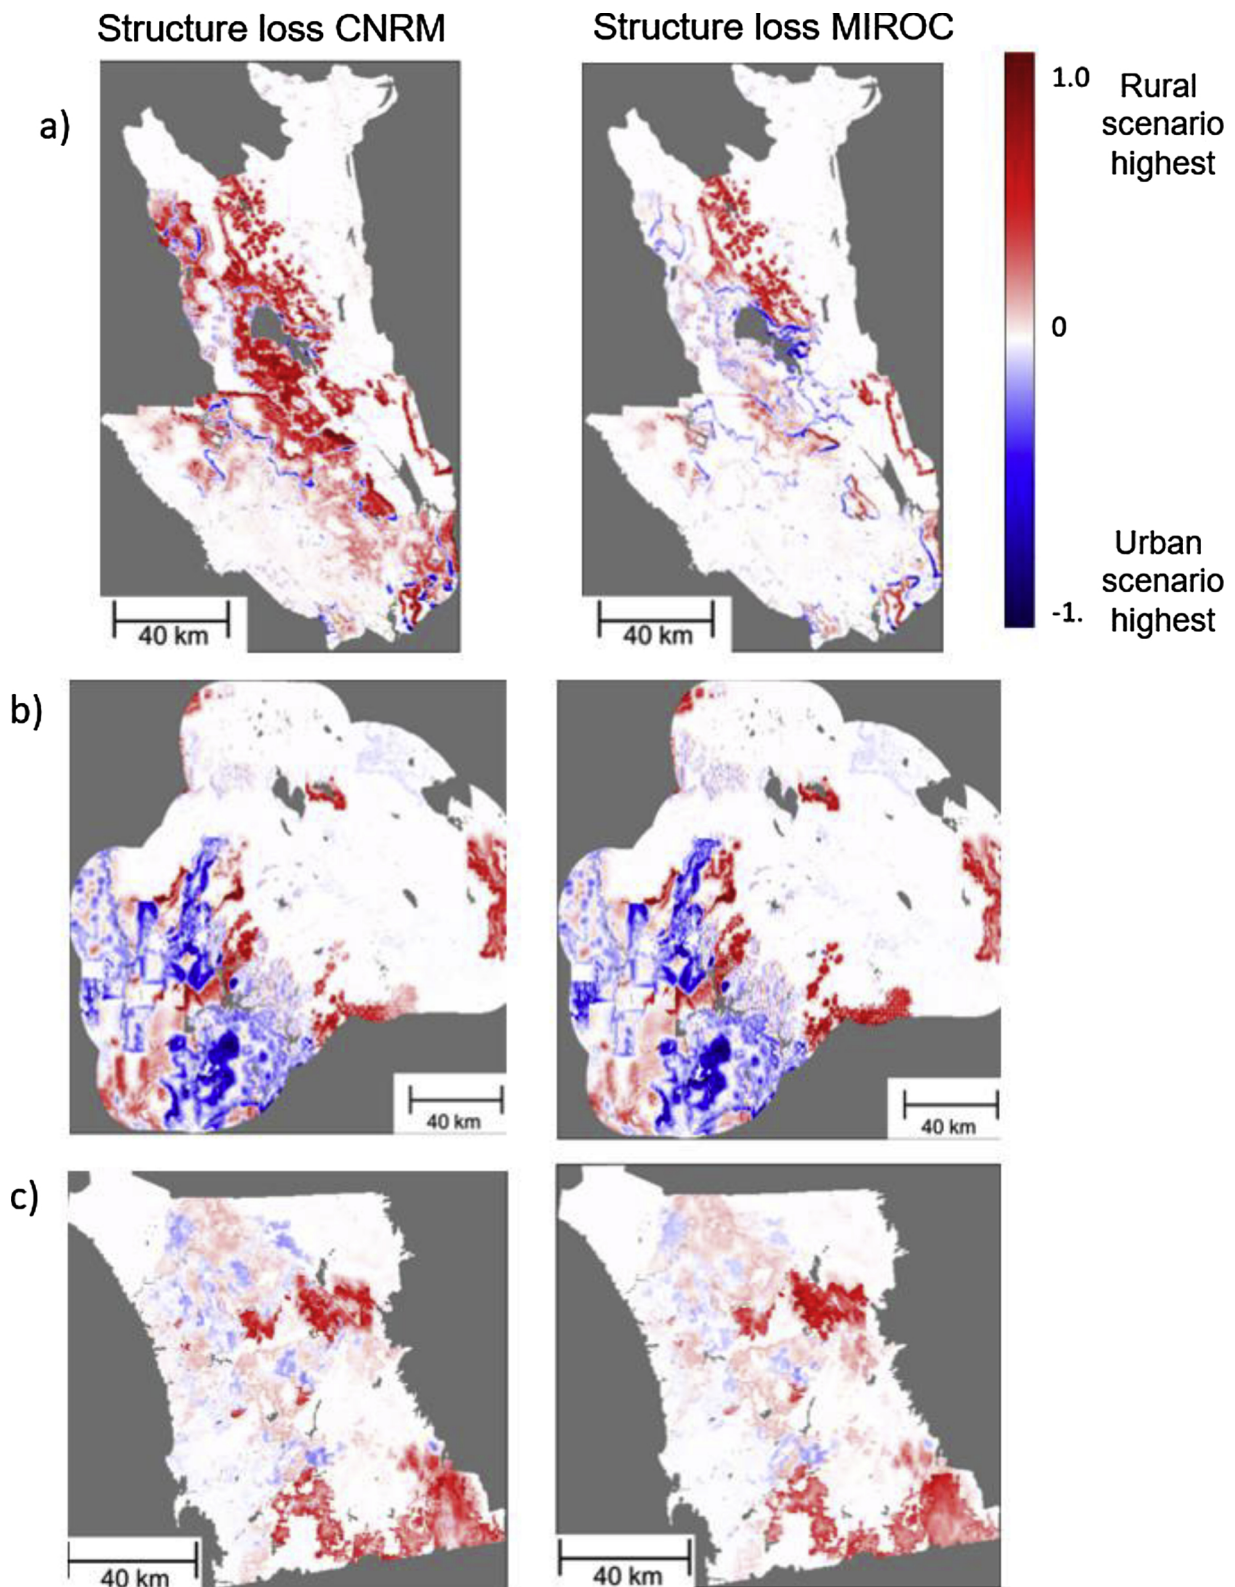 Structure loss CNRM
Structure loss MIROC
a)
1.0
Rural
scenario
highest
0
Urban
scenario
highest
-1.
40 km
40 km
b)
40 km
40 km
c)
40 km
40 km